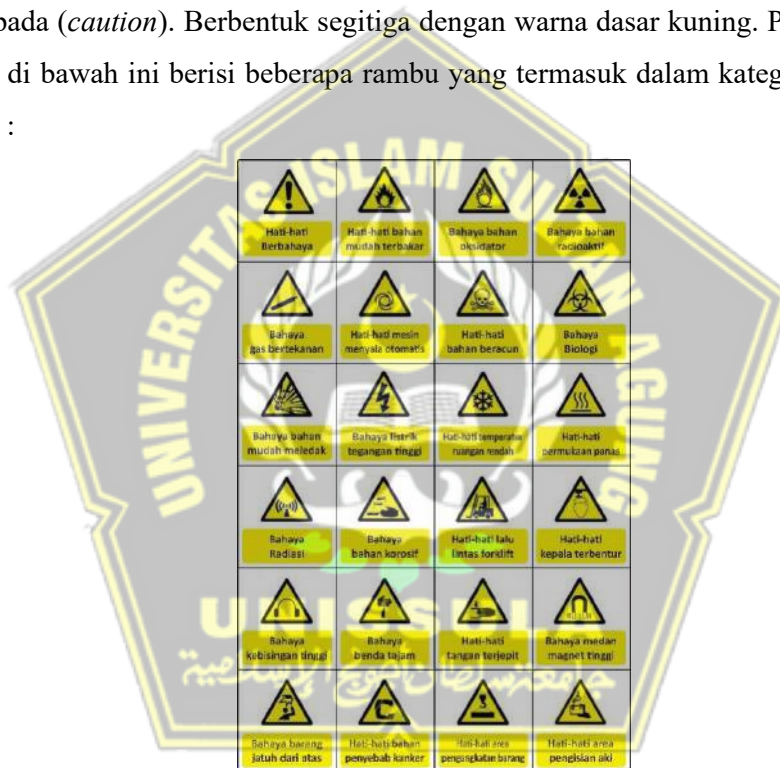 pada (caution). Berbentuk segitiga dengan warna dasar kuning. P
di bawah ini berisi beberapa rambu yang termasuk dalam kateg
:
UNIVERSITAS ISLAM SULTAN AGUNG
Hati-hati
Berbahaya
Hati-hati bahan
mudah terbakar
Bahaya bahan
oksidator
Bahaya bahan
radioaktif
Bahaya
gas bertekanan
Hati-hati mesin
menyala otomatis
Hati-hati
bahan beracun
Bahaya
Biologi
Bahaya bahan
mudah meledak
Bahaya listrik
tegangan tinggi
Hati-hati temperatur
ruangan rendah
Hati-hati
permukaan panas
Bahaya
Radiasi
Bahaya
bahan korosif
Hati-hati lalu
lintas forklift
Hati-hati
kepala terbentur
Bahaya
kebisingan tinggi
Bahaya
benda tajam
Hati-hati
tangan terjepit
Bahaya medan
magnet tinggi
UNISSULA
Bahaya barang
jatuh dari atas
Hati-hati bahan
penyebab kanker
Hati-hati area
pengangkatan barang
Hati-hati area
pengisian aki